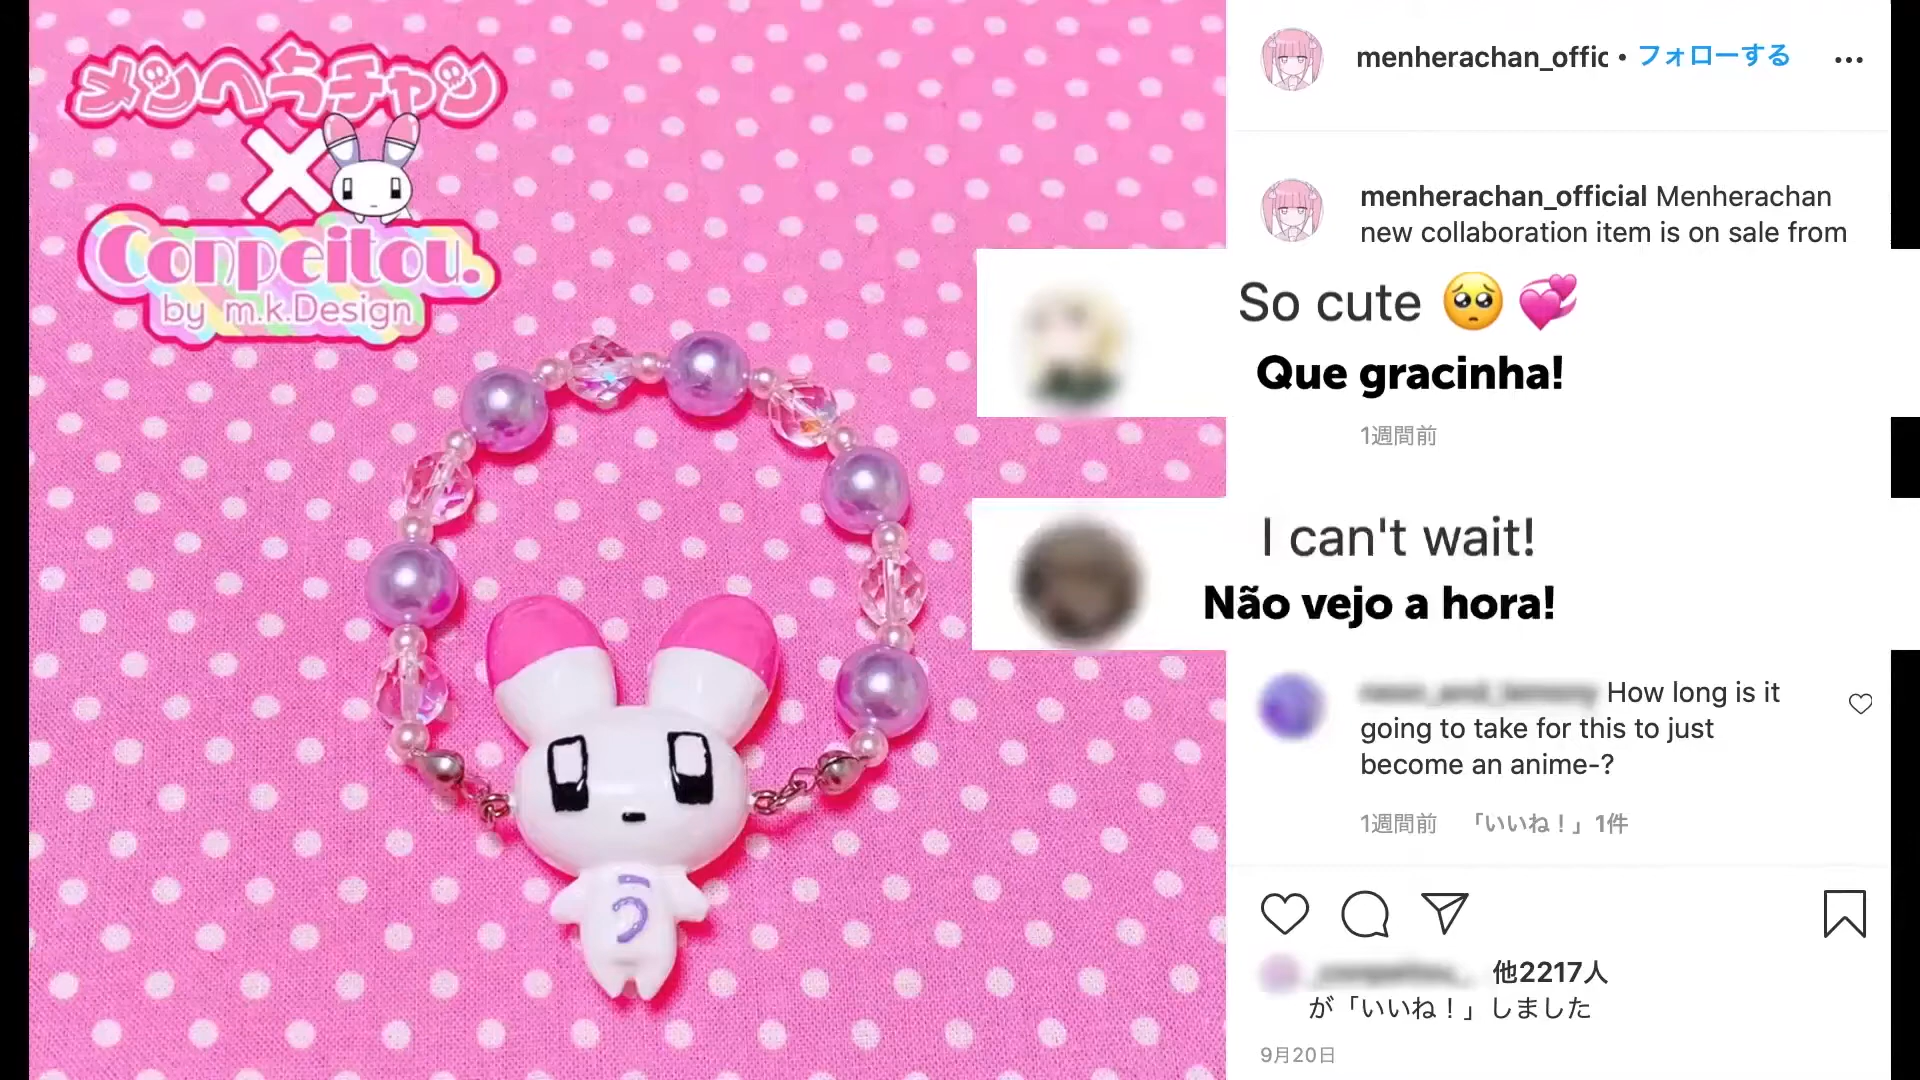 メンヘラチャン
×
Conpeitou.
by m.k.Design
う
menherachan_offic • フォローする
menherachan_official Menherachan
new collaboration item is on sale from
So cute 🥺 💞
Que gracinha!
1週間前
I can't wait!
Não vejo a hora!
How long is it
going to take for this to just
become an anime-?
1週間前 「いいね！」1件
他2217人
が「いいね！」しました
9月20日